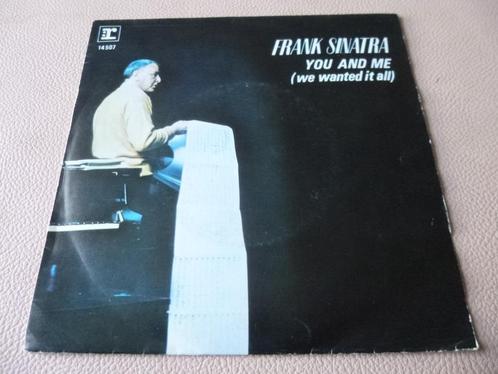 r
14507
FRANK SINATRA
YOU AND ME
(we wanted it all)